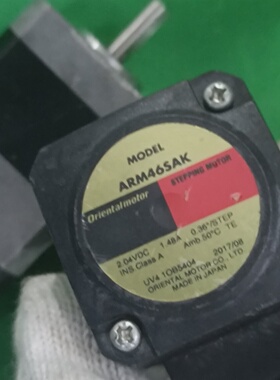 MODEL
ARM46SAK
Orientalmotor STEPPING MOTOR
2.04VDC 1.48A 0.36°/STEP
INS.Class A Amb.50°C TE
UV4 1DB5404 2017/08
ORIENTAL MOTOR CO., LTD.
MADE IN JAPAN